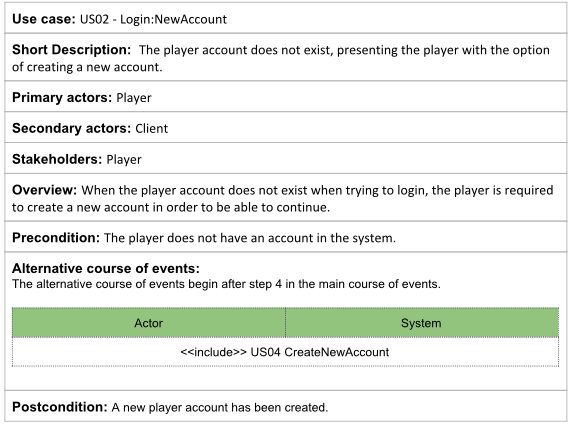 Use case: US02 - Login:NewAccount
Short Description: The player account does not exist, presenting the player with the option
of creating a new account.
Primary actors: Player
Secondary actors: Client
Stakeholders: Player
Overview: When the player account does not exist when trying to login, the player is required
to create a new account in order to be able to continue.
Precondition: The player does not have an account in the system.
Alternative course of events:
The alternative course of events begin after step 4 in the main course of events.
Actor System
<<include>> US04 CreateNewAccount
Postcondition: A new player account has been created.